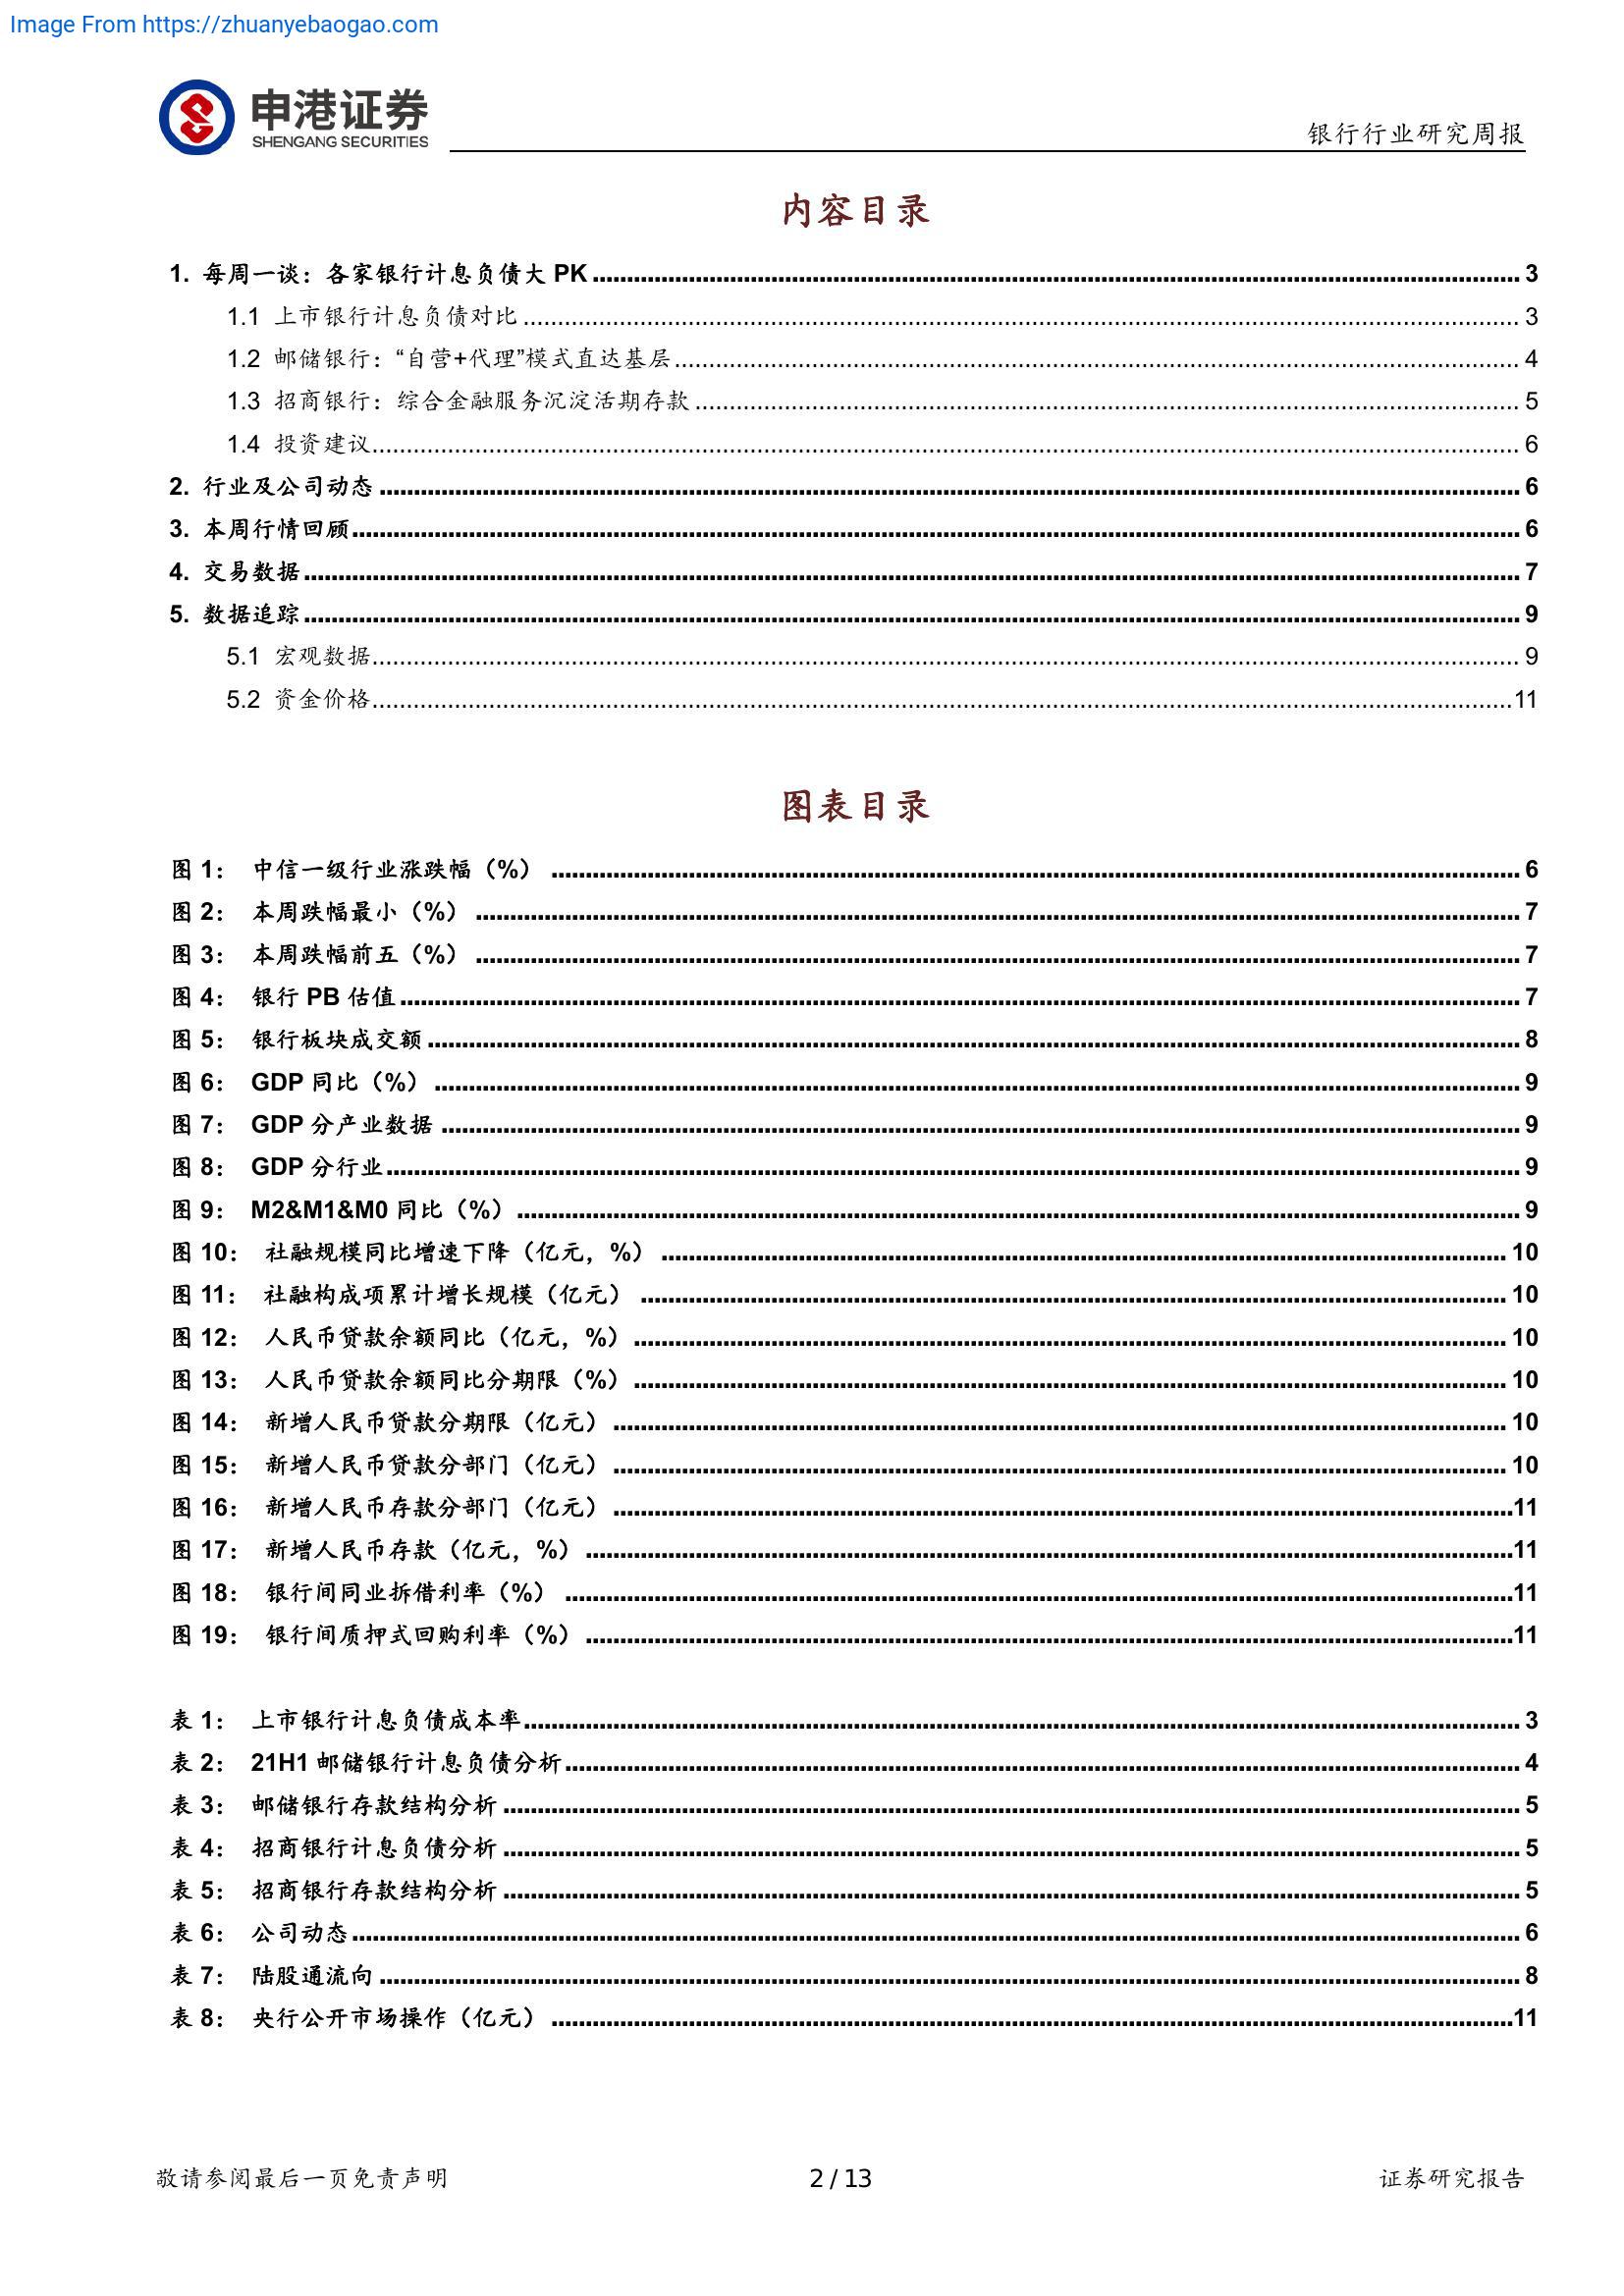 Image From https://zhuanyebaogao.com
申港证券
SHENGANG SECURITIES
银行行业研究周报
内容目录
1. 每周一谈：各家银行计息负债大 PK 3
1.1 上市银行计息负债对比 3
1.2 邮储银行：“自营+代理”模式直达基层 4
1.3 招商银行：综合金融服务沉淀活期存款 5
1.4 投资建议 6
2. 行业及公司动态 6
3. 本周行情回顾 6
4. 交易数据 7
5. 数据追踪 9
5.1 宏观数据 9
5.2 资金价格 11
图表目录
图 1： 中信一级行业涨跌幅（%） 6
图 2： 本周跌幅最小（%） 7
图 3： 本周跌幅前五（%） 7
图 4： 银行 PB 估值 7
图 5： 银行板块成交额 8
图 6： GDP 同比（%） 9
图 7： GDP 分产业数据 9
图 8： GDP 分行业 9
图 9： M2&M1&M0 同比（%） 9
图 10： 社融规模同比增速下降（亿元，%） 10
图 11： 社融构成项累计增长规模（亿元） 10
图 12： 人民币贷款余额同比（亿元，%） 10
图 13： 人民币贷款余额同比分期限（%） 10
图 14： 新增人民币贷款分期限（亿元） 10
图 15： 新增人民币贷款分部门（亿元） 10
图 16： 新增人民币存款分部门（亿元） 11
图 17： 新增人民币存款（亿元，%） 11
图 18： 银行间同业拆借利率（%） 11
图 19： 银行间质押式回购利率（%） 11
表 1： 上市银行计息负债成本率 3
表 2： 21H1 邮储银行计息负债分析 4
表 3： 邮储银行存款结构分析 5
表 4： 招商银行计息负债分析 5
表 5： 招商银行存款结构分析 5
表 6： 公司动态 6
表 7： 陆股通流向 8
表 8： 央行公开市场操作（亿元） 11
敬请参阅最后一页免责声明
2 / 13
证券研究报告